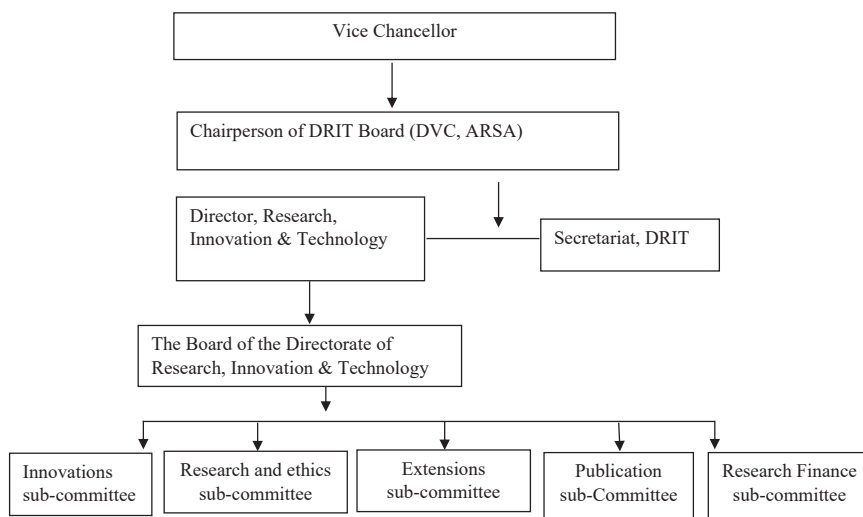 Vice Chancellor
Chairperson of DRIT Board (DVC, ARSA)
Director, Research,
Innovation & Technology
Secretariat, DRIT
The Board of the Directorate of
Research, Innovation & Technology
Innovations
sub-committee
Research and ethics
sub-committee
Extensions
sub-committee
Publication
sub-Committee
Research Finance
sub-committee